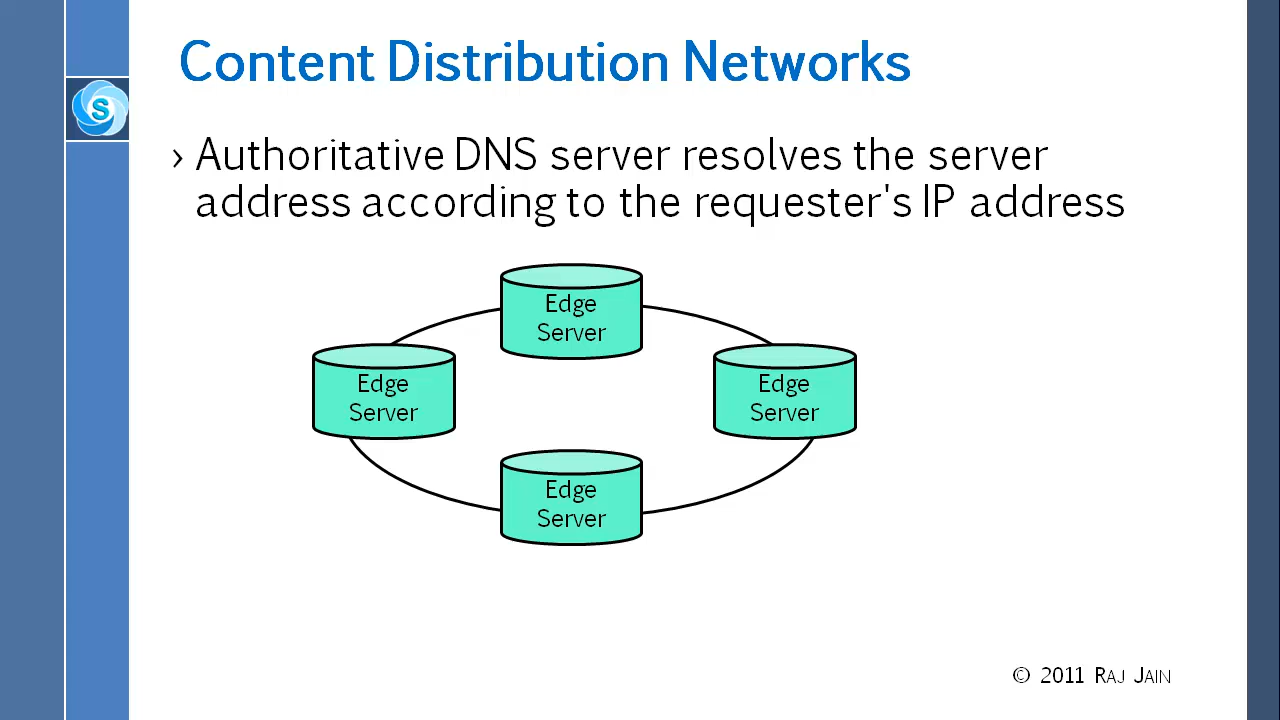 Content Distribution Networks
S
› Authoritative DNS server resolves the server
address according to the requester's IP address
Edge
Server
Edge
Server
Edge
Server
Edge
Server
© 2011 RAJ JAIN